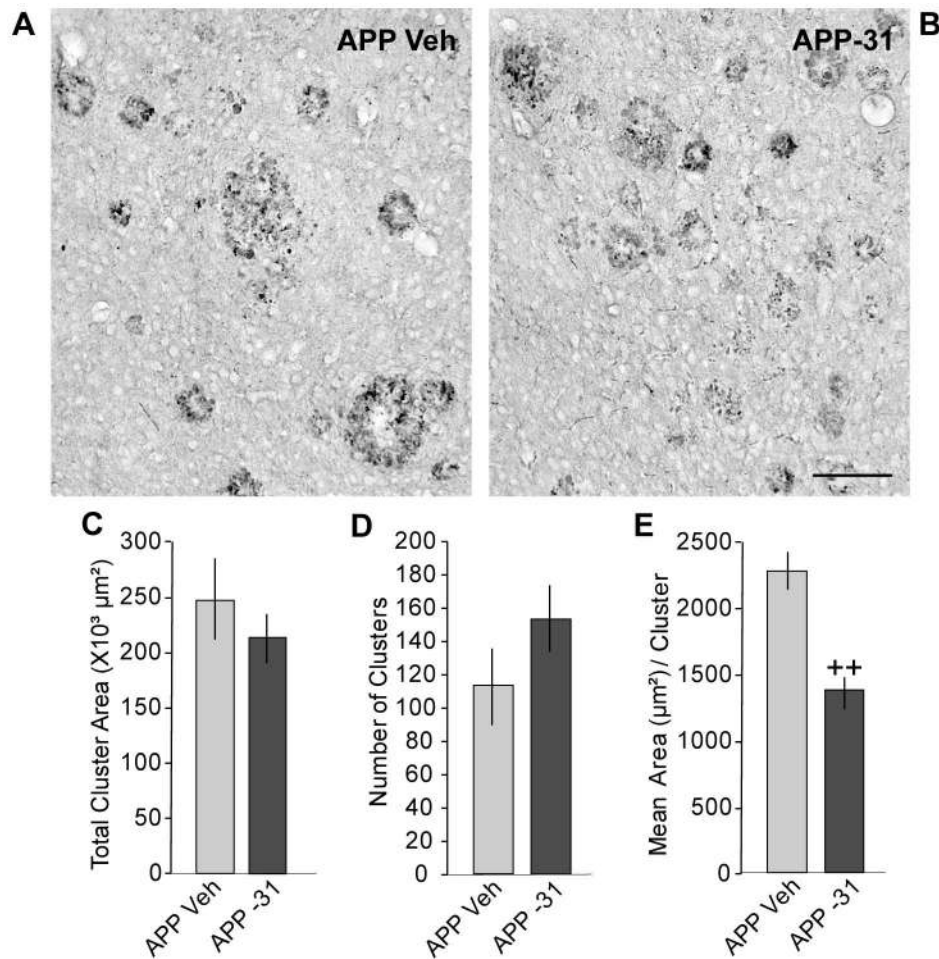 A
APP Veh
APP-31
B
C
Total Cluster Area (X10³ µm²)
300
250
200
150
100
50
0
APP Veh
APP -31
D
Number of Clusters
200
180
160
140
120
100
80
60
40
20
0
APP Veh
APP -31
E
Mean Area (µm²) / Cluster
2500
2000
1500
1000
500
0
++
APP Veh
APP -31